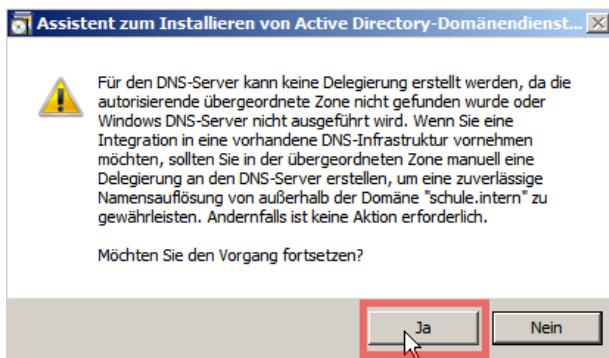 Assistent zum Installieren von Active Directory-Domänendienst...
Für den DNS-Server kann keine Delegierung erstellt werden, da die
autorisierende übergeordnete Zone nicht gefunden wurde oder
Windows DNS-Server nicht ausgeführt wird. Wenn Sie eine
Integration in eine vorhandene DNS-Infrastruktur vornehmen
möchten, sollten Sie in der übergeordneten Zone manuell eine
Delegierung an den DNS-Server erstellen, um eine zuverlässige
Namensauflösung von außerhalb der Domäne "schule.intern" zu
gewährleisten. Andernfalls ist keine Aktion erforderlich.
Möchten Sie den Vorgang fortsetzen?
Ja
Nein